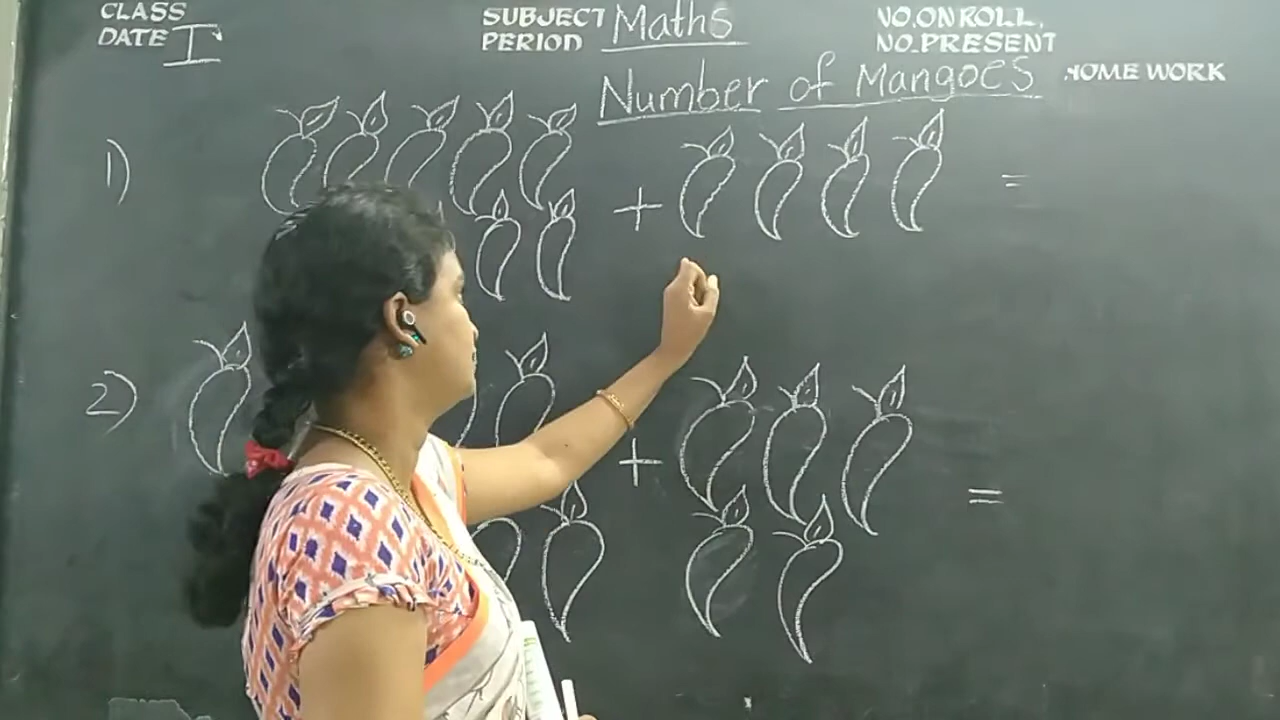 CLASS I
DATE
SUBJECT Maths
PERIOD
NO.ON ROLL.
NO.PRESENT
Number of Mangoes
HOME WORK
1) + =
2) + =